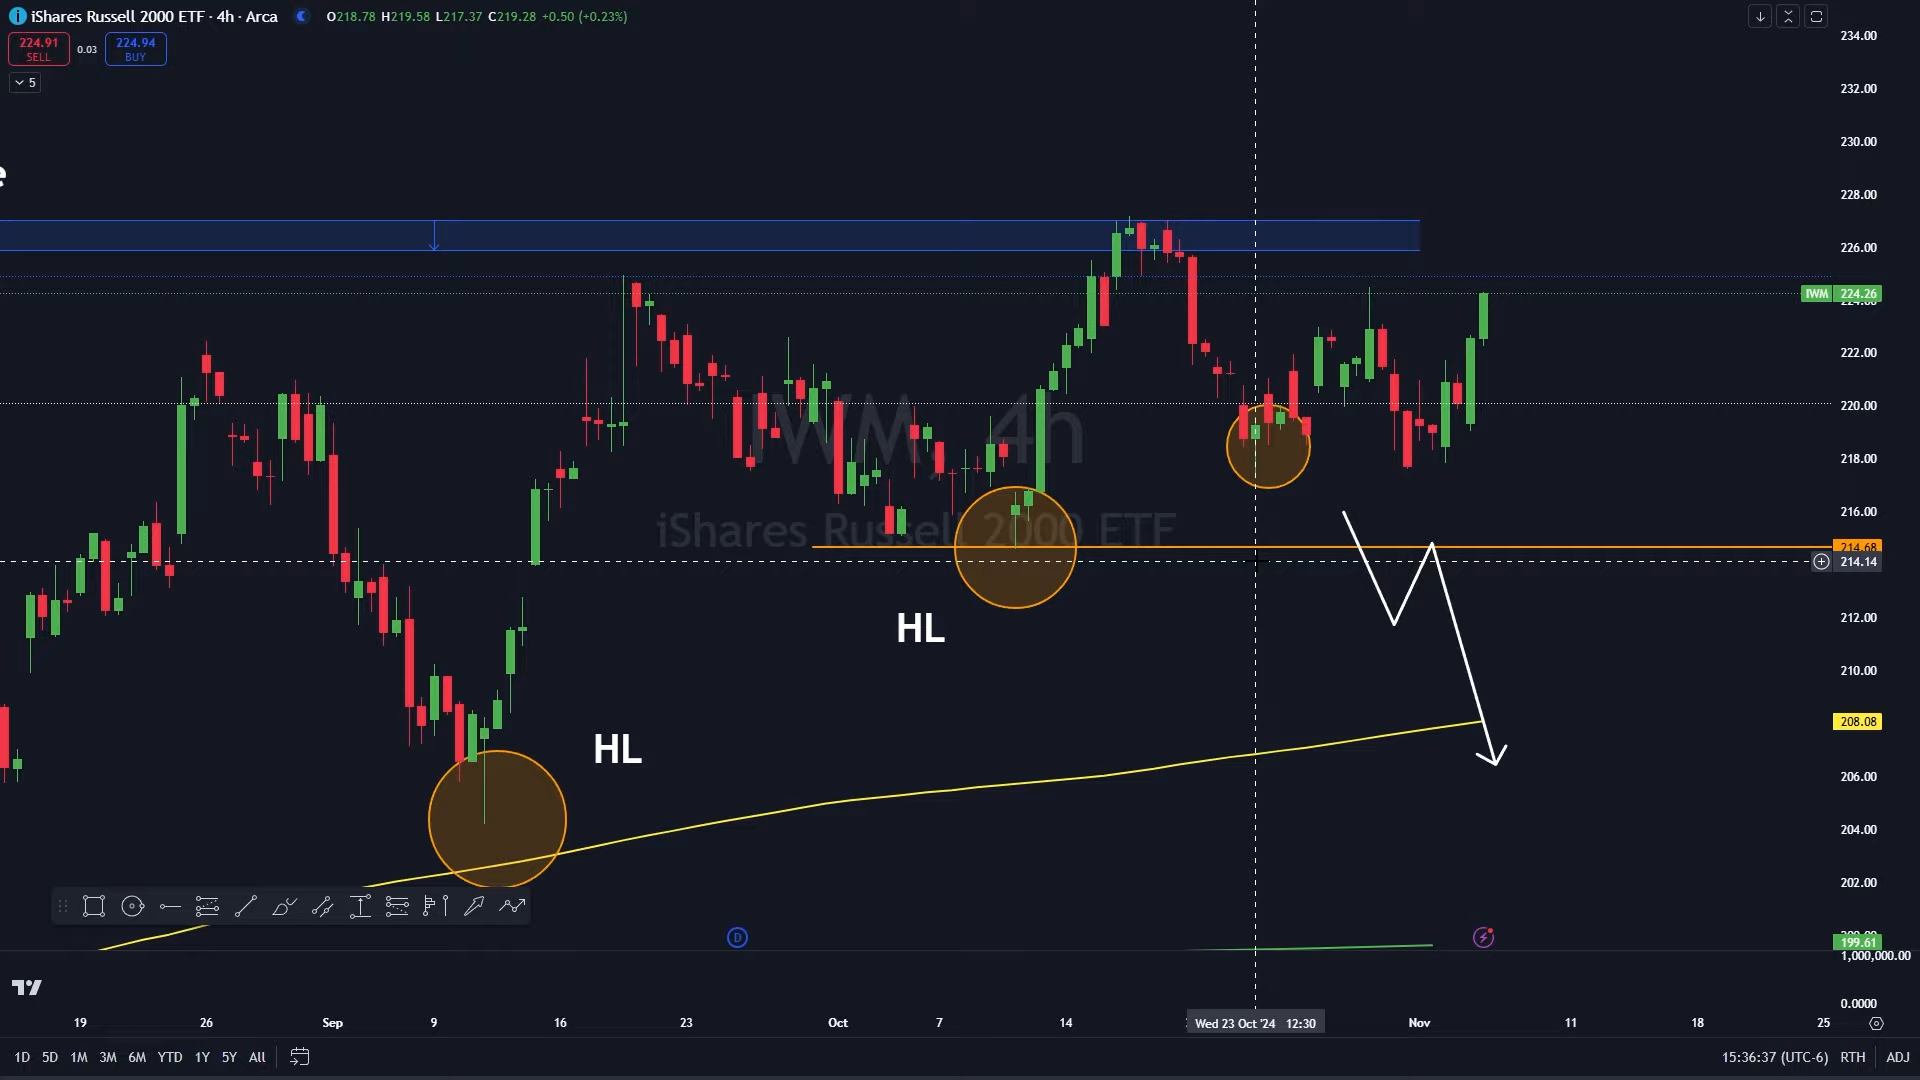 iShares Russell 2000 ETF · 4h · Arca O218.78 H219.58 L217.37 C219.28 +0.50 (+0.23%)
224.91 SELL 0.03 224.94 BUY
5
e
234.00
232.00
230.00
228.00
226.00
IWM 224.26
222.00
220.00
218.00
216.00
214.68
214.14
212.00
210.00
208.08
206.00
204.00
202.00
199.61
1,000,000.00
0.0000
IWM, 4h
iShares Russell 2000 ETF
HL
HL
D
19 26 Sep 9 16 23 Oct 7 14 Wed 23 Oct '24 12:30 Nov 11 18 25
1D 5D 1M 3M 6M YTD 1Y 5Y All 15:36:37 (UTC-6) RTH ADJ